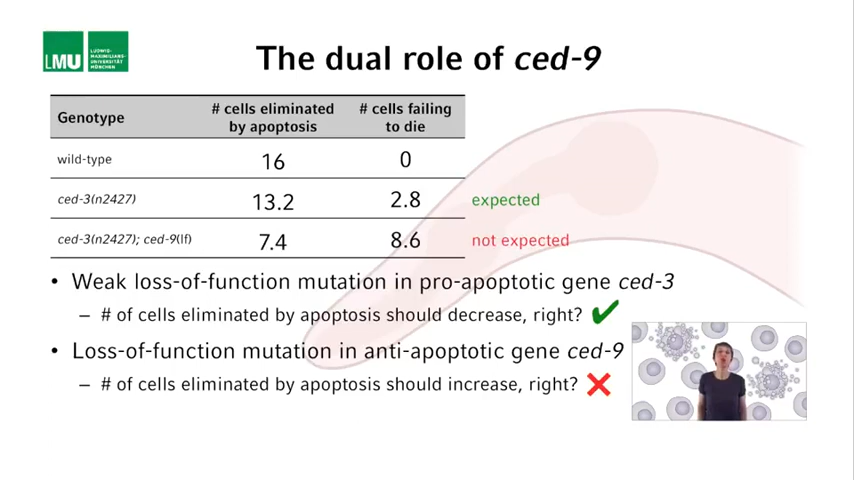 LMU
LUDWIG-
MAXIMILIANS-
UNIVERSITÄT
MÜNCHEN
The dual role of ced-9
Genotype # cells eliminated by apoptosis # cells failing to die
wild-type 16 0
ced-3(n2427) 13.2 2.8 expected
ced-3(n2427); ced-9(lf) 7.4 8.6 not expected
• Weak loss-of-function mutation in pro-apoptotic gene ced-3
– # of cells eliminated by apoptosis should decrease, right? ✔
• Loss-of-function mutation in anti-apoptotic gene ced-9
– # of cells eliminated by apoptosis should increase, right? ✖